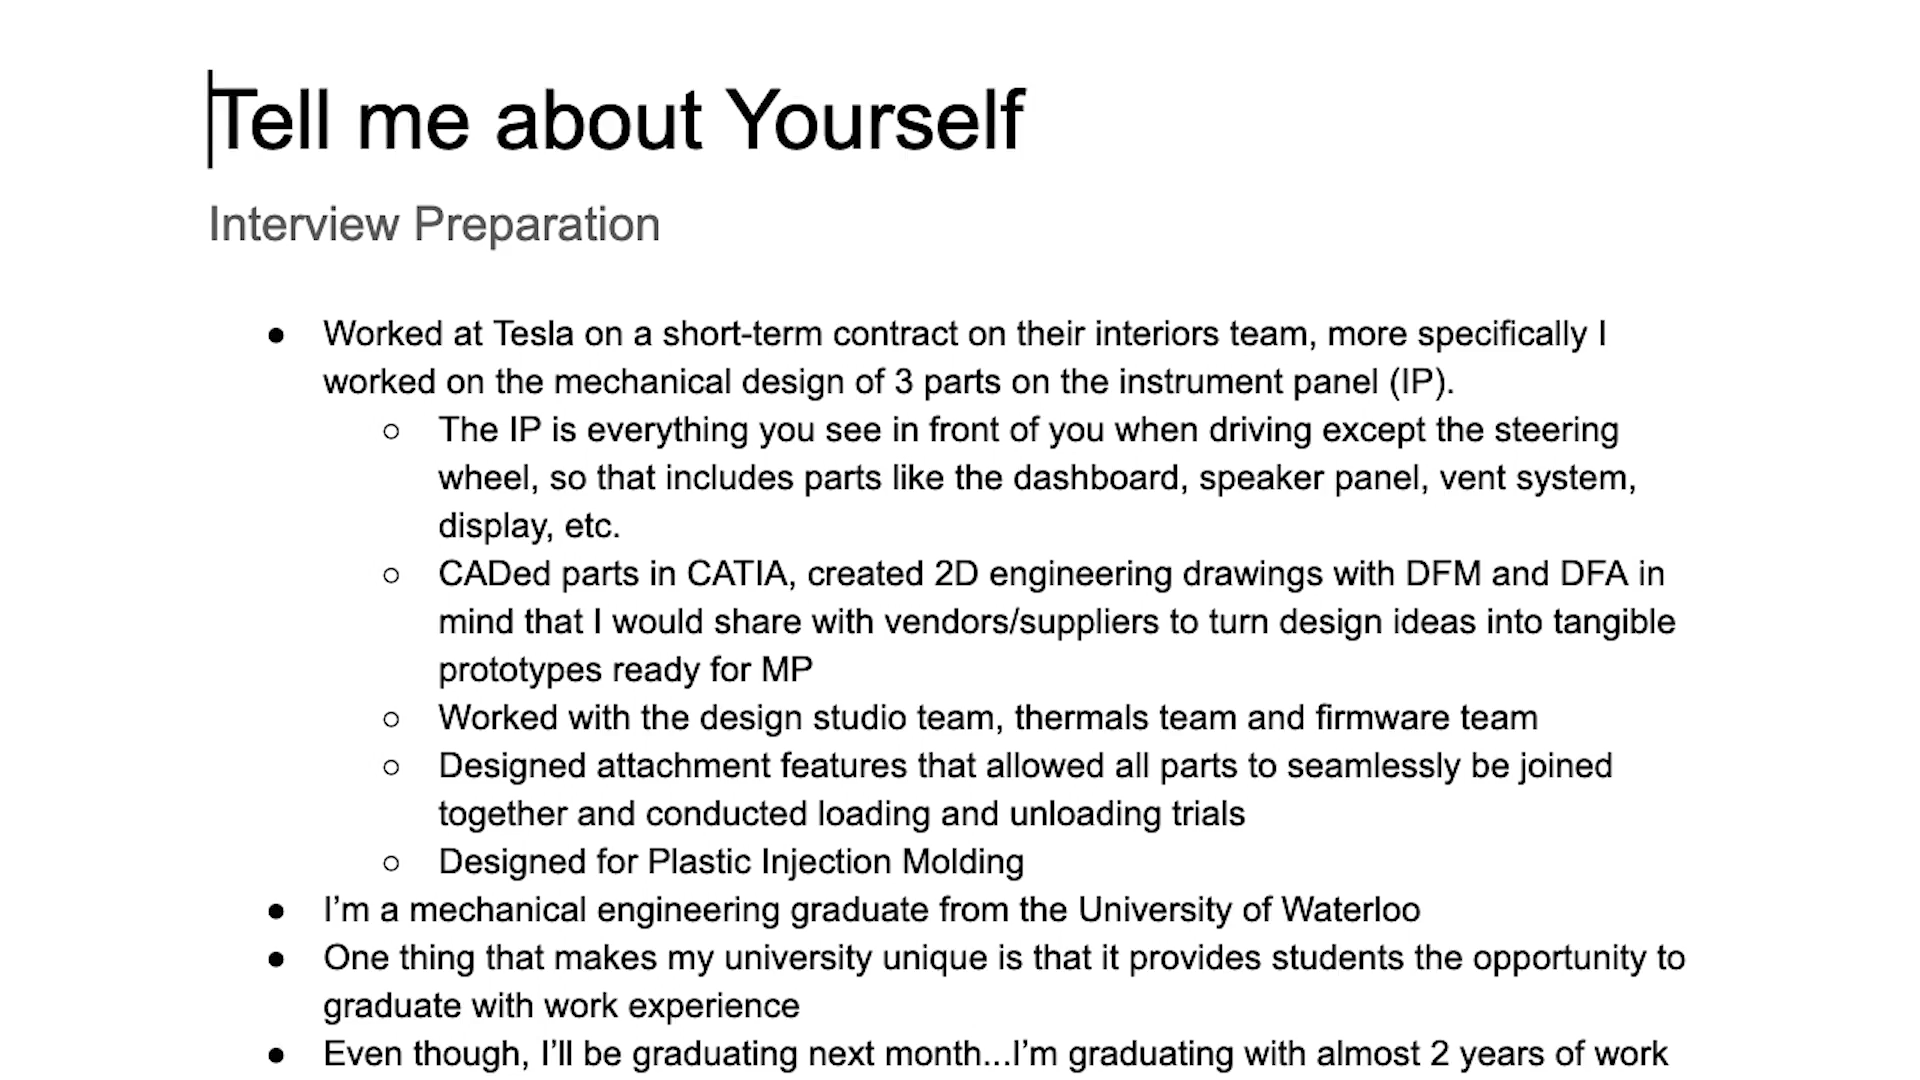 Tell me about Yourself
Interview Preparation
● Worked at Tesla on a short-term contract on their interiors team, more specifically I
worked on the mechanical design of 3 parts on the instrument panel (IP).
○ The IP is everything you see in front of you when driving except the steering
wheel, so that includes parts like the dashboard, speaker panel, vent system,
display, etc.
○ CADed parts in CATIA, created 2D engineering drawings with DFM and DFA in
mind that I would share with vendors/suppliers to turn design ideas into tangible
prototypes ready for MP
○ Worked with the design studio team, thermals team and firmware team
○ Designed attachment features that allowed all parts to seamlessly be joined
together and conducted loading and unloading trials
○ Designed for Plastic Injection Molding
● I’m a mechanical engineering graduate from the University of Waterloo
● One thing that makes my university unique is that it provides students the opportunity to
graduate with work experience
● Even though, I’ll be graduating next month...I’m graduating with almost 2 years of work